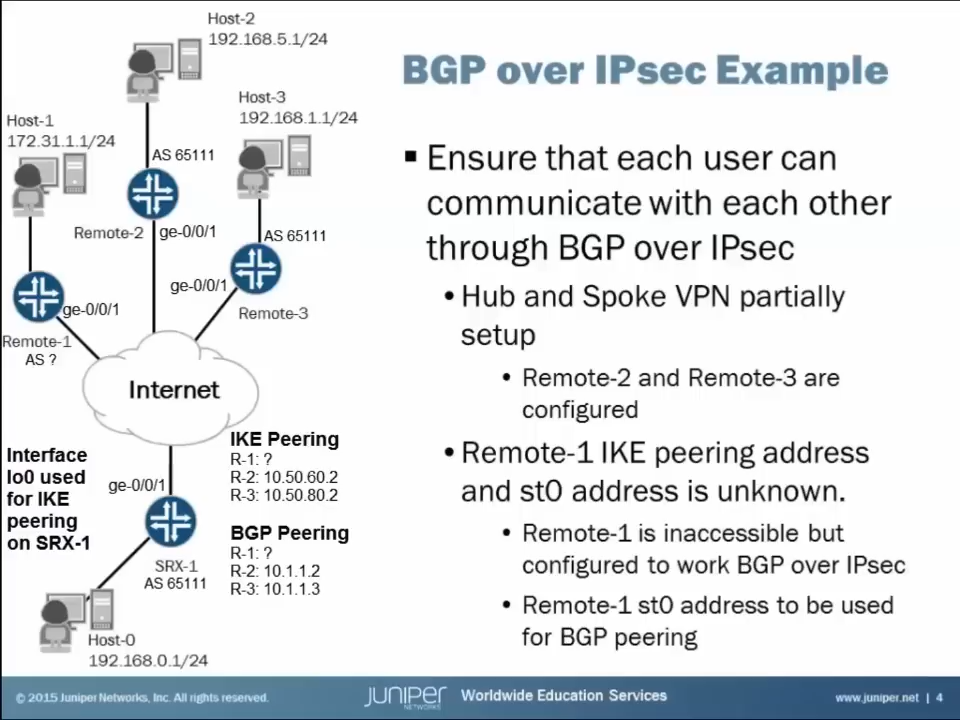 BGP over IPsec Example
Host-2
192.168.5.1/24
Host-3
192.168.1.1/24
Host-1
172.31.1.1/24
AS 65111
Remote-2
ge-0/0/1
AS 65111
ge-0/0/1
Remote-3
ge-0/0/1
Remote-1
AS ?
Internet
Interface
lo0 used
for IKE
peering
on SRX-1
ge-0/0/1
IKE Peering
R-1: ?
R-2: 10.50.60.2
R-3: 10.50.80.2
BGP Peering
R-1: ?
R-2: 10.1.1.2
R-3: 10.1.1.3
SRX-1
AS 65111
Host-0
192.168.0.1/24
▪ Ensure that each user can
communicate with each other
through BGP over IPsec
• Hub and Spoke VPN partially
setup
• Remote-2 and Remote-3 are
configured
• Remote-1 IKE peering address
and st0 address is unknown.
• Remote-1 is inaccessible but
configured to work BGP over IPsec
• Remote-1 st0 address to be used
for BGP peering
© 2015 Juniper Networks, Inc. All rights reserved.
JUNIPER
NETWORKS
Worldwide Education Services
www.juniper.net | 4